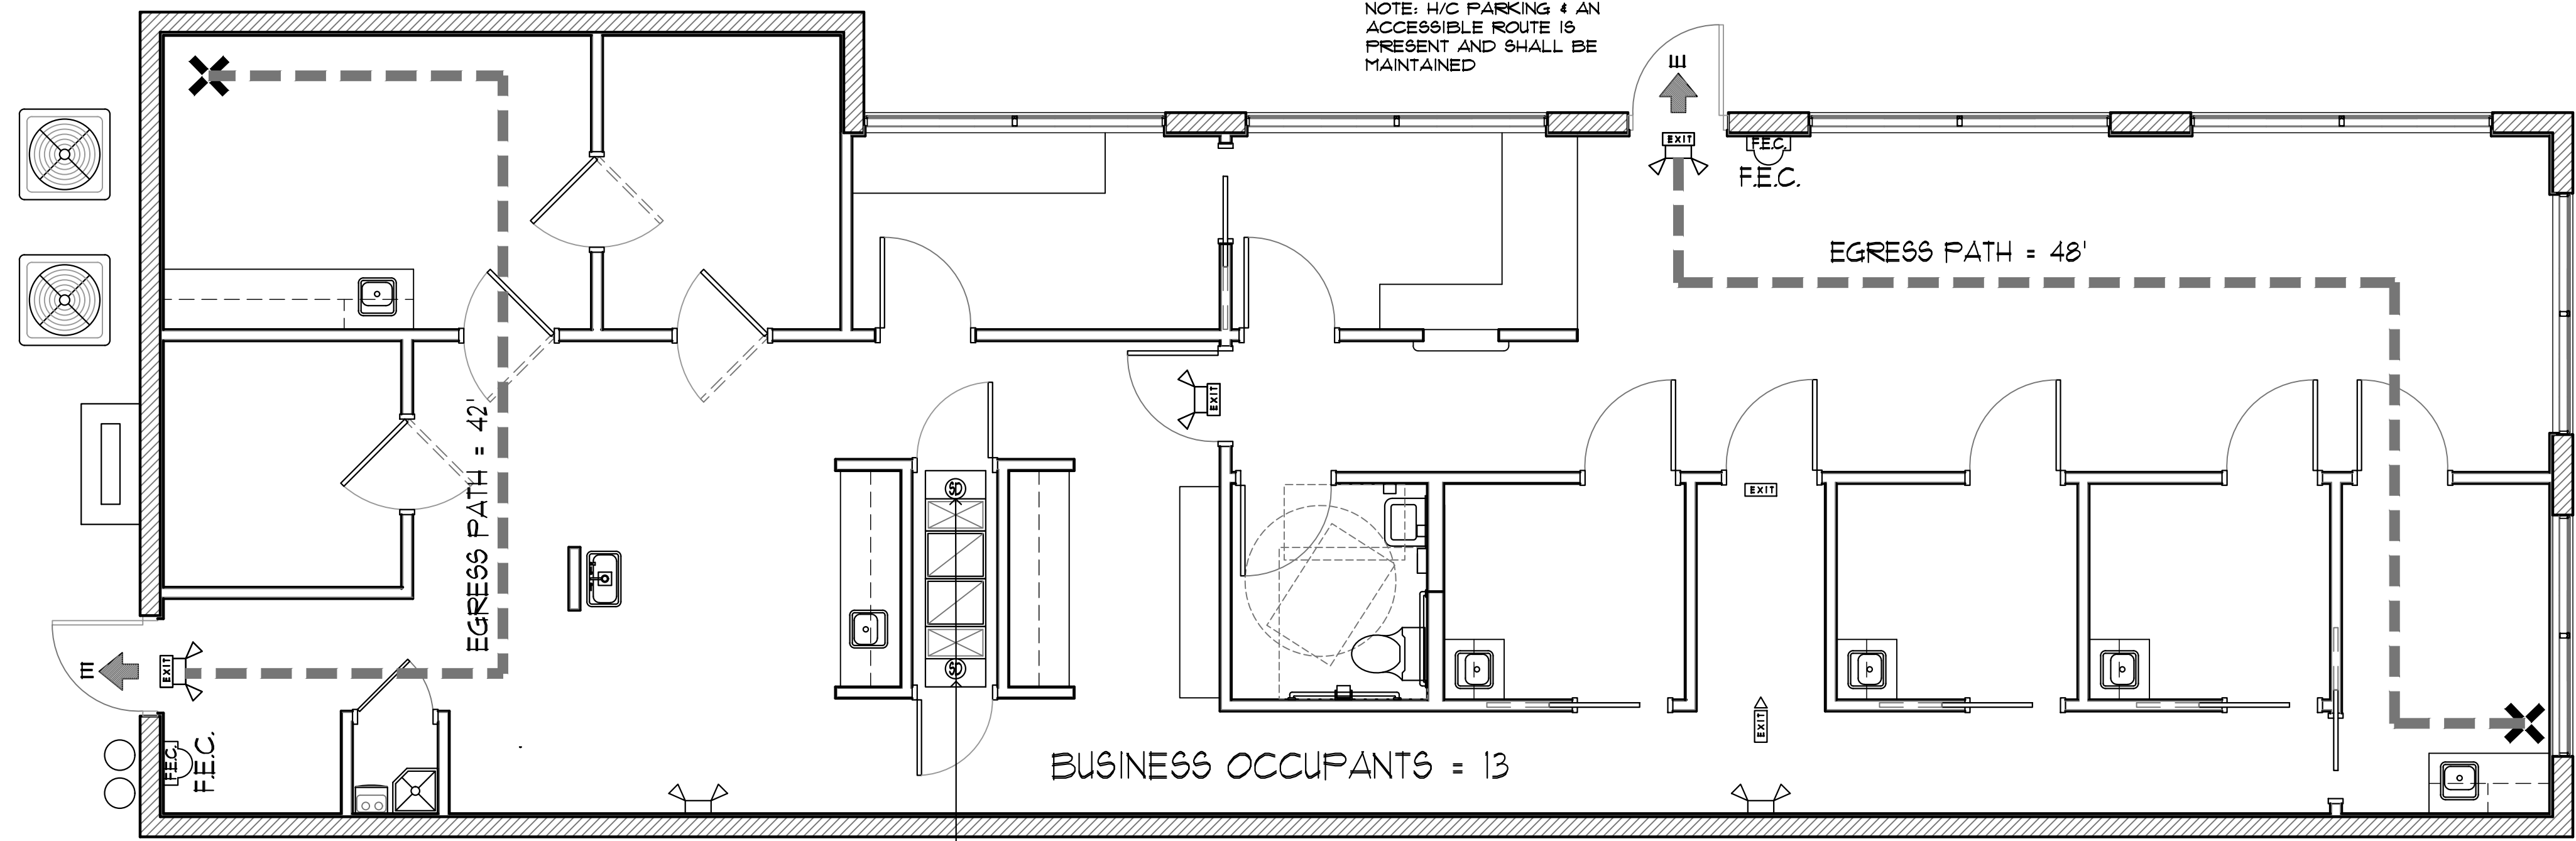 NOTE: H/C PARKING & AN
ACCESSIBLE ROUTE IS
PRESENT AND SHALL BE
MAINTAINED
E
EXIT
F.E.C.
F.E.C.
EGRESS PATH = 48'
EGRESS PATH = 42'
EXIT
EXIT
SD
SD
E
EXIT
EXIT
F.E.C.
F.E.C.
BUSINESS OCCUPANTS = 13